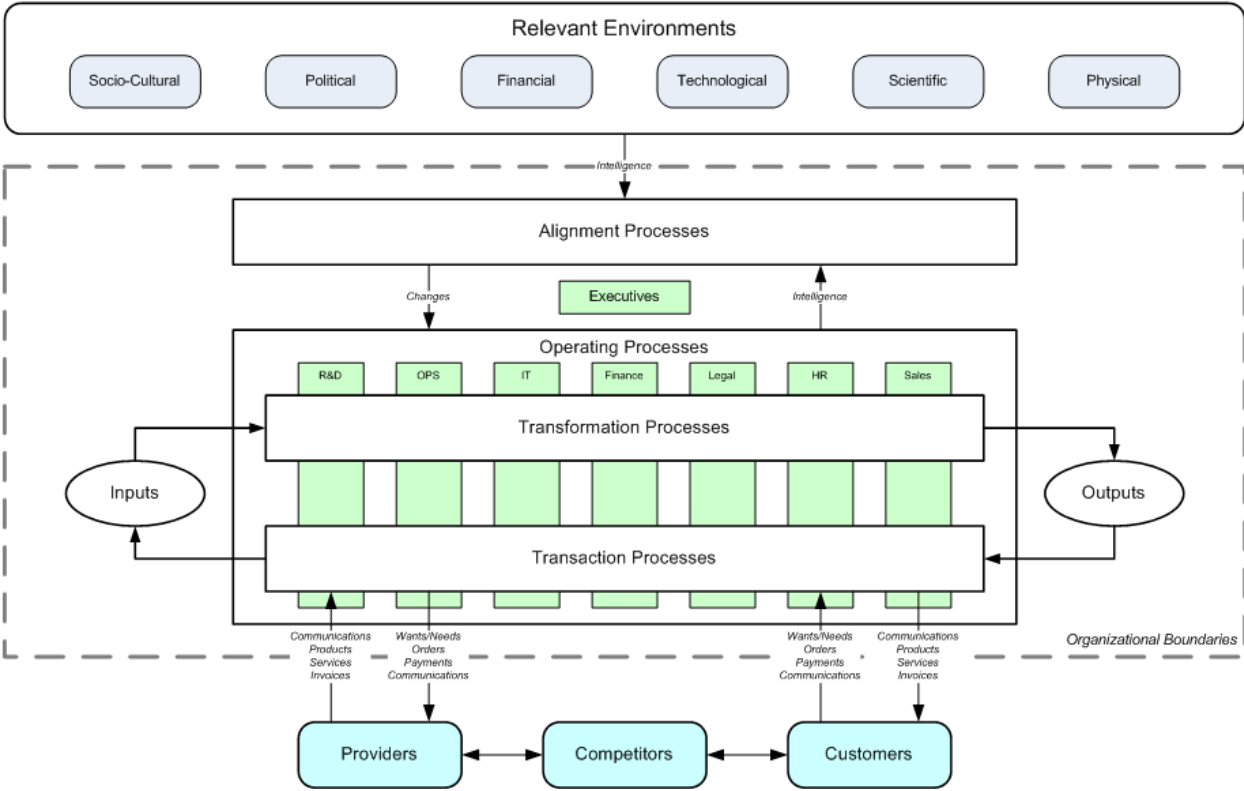 Relevant Environments
Socio-Cultural
Political
Financial
Technological
Scientific
Physical
Intelligence
Alignment Processes
Changes
Executives
Intelligence
Operating Processes
R&D
OPS
IT
Finance
Legal
HR
Sales
Transformation Processes
Inputs
Outputs
Transaction Processes
Communications
Products
Services
Invoices
Wants/Needs
Orders
Payments
Communications
Wants/Needs
Orders
Payments
Communications
Communications
Products
Services
Invoices
Organizational Boundaries
Providers
Competitors
Customers